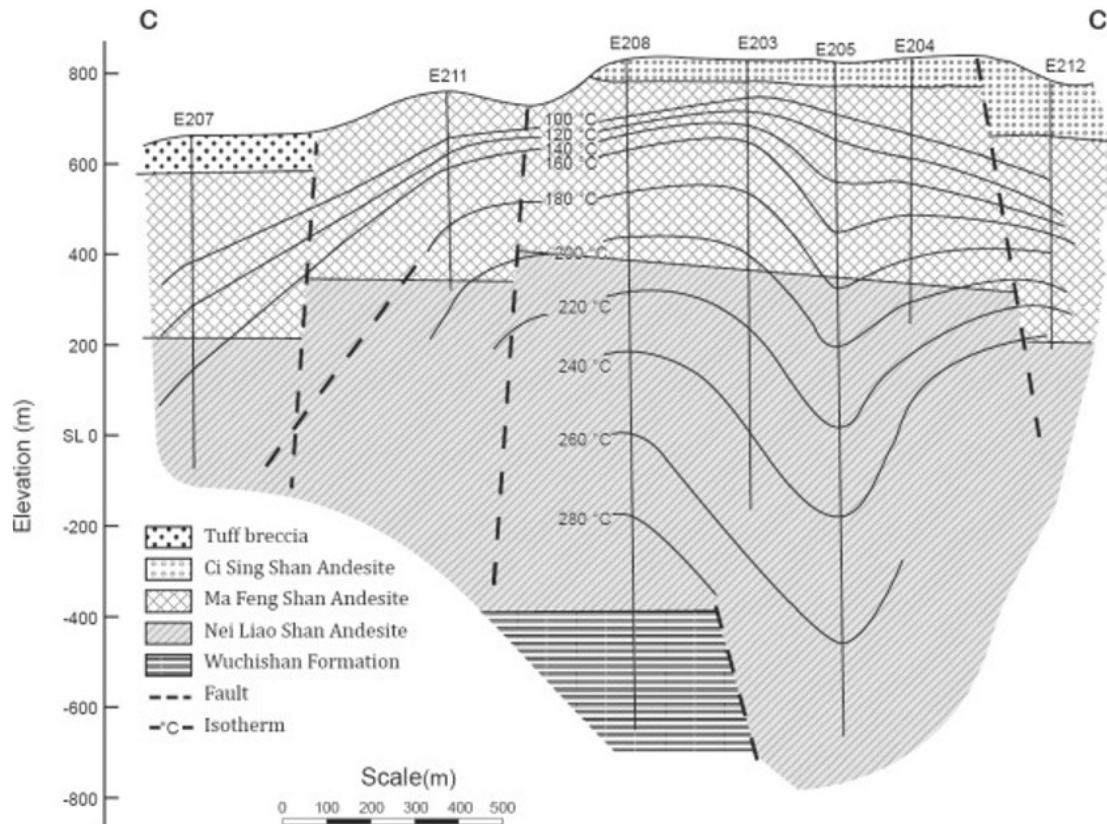 C
C
E207
E211
E208
E203
E205
E204
E212
800
600
400
200
SL 0
-200
-400
-600
-800
Elevation (m)
100 °C
120 °C
140 °C
160 °C
180 °C
200 °C
220 °C
240 °C
260 °C
280 °C
Tuff breccia
Ci Sing Shan Andesite
Ma Feng Shan Andesite
Nei Liao Shan Andesite
Wuchishan Formation
Fault
°C Isotherm
Scale(m)
0 100 200 300 400 500